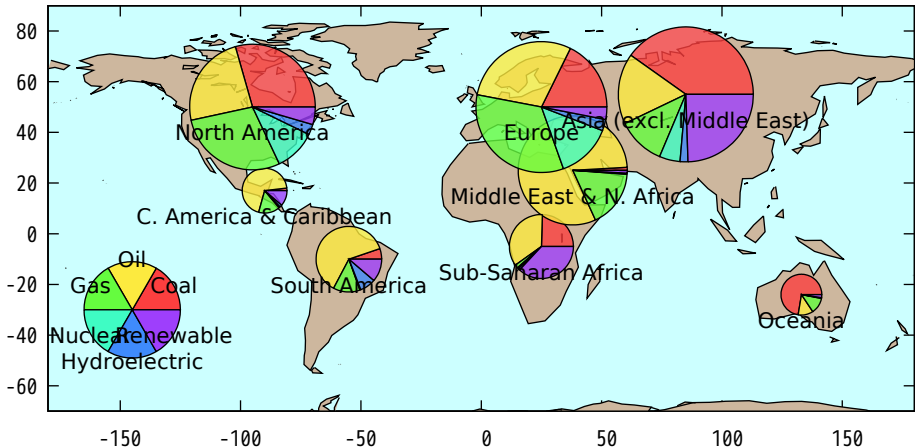 80
60
40
20
0
-20
-40
-60
-150
-100
-50
0
50
100
150
North America
Europe
Asia (excl. Middle East)
Middle East & N. Africa
C. America & Caribbean
Sub-Saharan Africa
South America
Oceania
Oil
Gas
Coal
Nuclear
Renewable
Hydroelectric